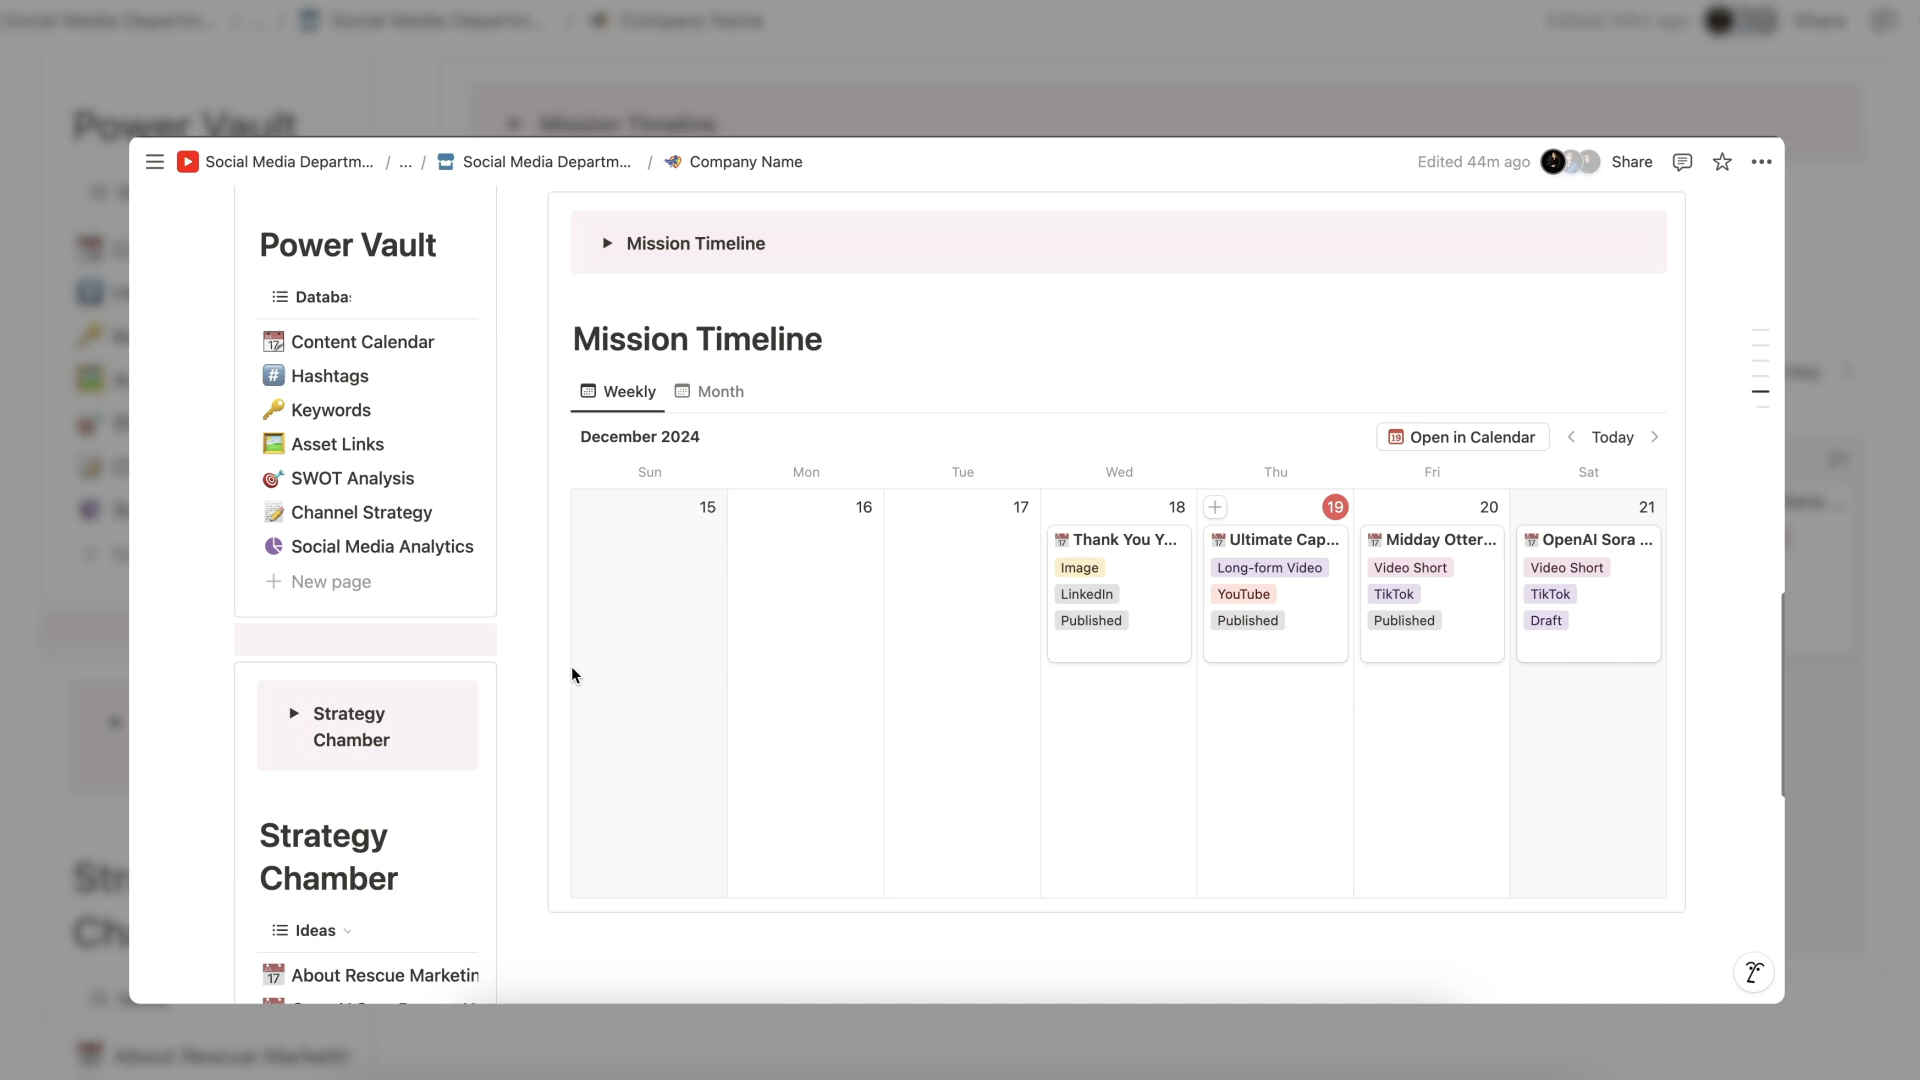 Social Media Departm... / ... / Social Media Departm... / Company Name
Edited 44m ago
Share
Power Vault
Databa
Content Calendar
# Hashtags
Keywords
Asset Links
SWOT Analysis
Channel Strategy
Social Media Analytics
+ New page
Strategy
Chamber
Strategy
Chamber
Ideas
17 About Rescue Marketin
Mission Timeline
Mission Timeline
Weekly
Month
December 2024
19 Open in Calendar
Today
Sun Mon Tue Wed Thu Fri Sat
15 16 17 18 19 20 21
Thank You Y...
Image
LinkedIn
Published
Ultimate Cap...
Long-form Video
YouTube
Published
Midday Otter...
Video Short
TikTok
Published
OpenAI Sora ...
Video Short
TikTok
Draft